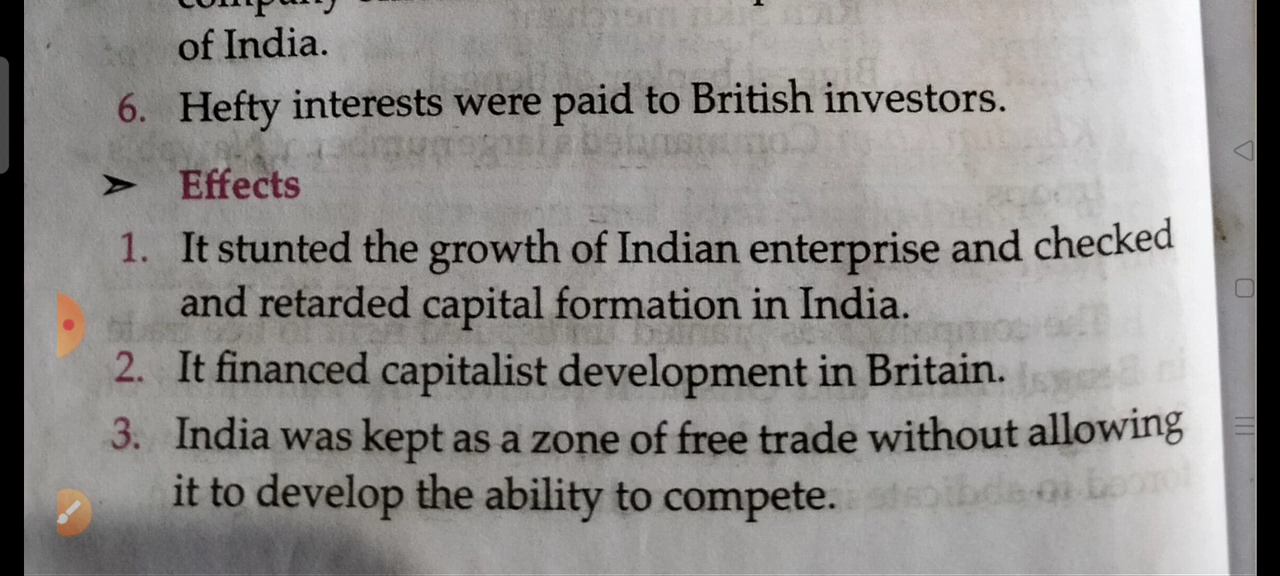 of India.
6. Hefty interests were paid to British investors.
➢ Effects
1. It stunted the growth of Indian enterprise and checked
and retarded capital formation in India.
2. It financed capitalist development in Britain.
3. India was kept as a zone of free trade without allowing
it to develop the ability to compete.